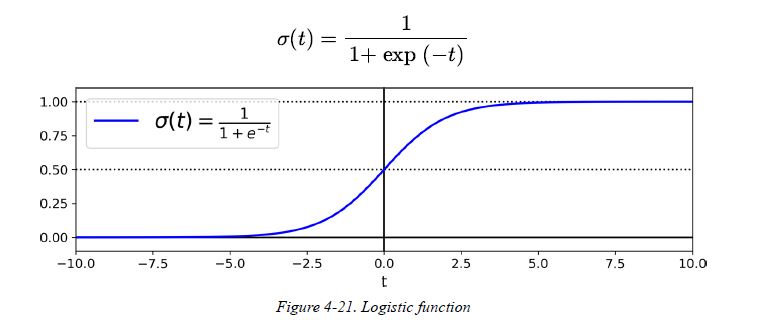 σ(t) = 1 / (1+ exp (−t))
1.00
σ(t) = 1 / (1 + e^−t)
0.75
0.50
0.25
0.00
−10.0 −7.5 −5.0 −2.5 0.0 2.5 5.0 7.5 10.0
t
Figure 4-21. Logistic function